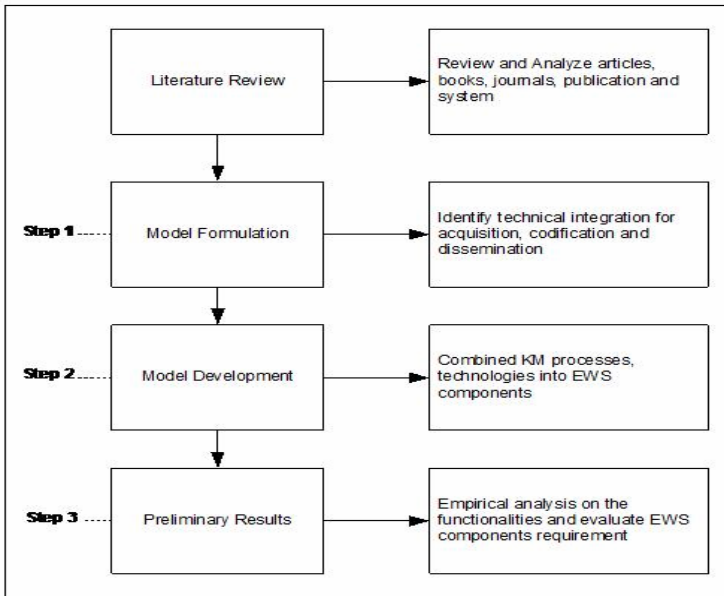 Literature Review
Review and Analyze articles,
books, journals, publication and
system
Step 1
Model Formulation
Identify technical integration for
acquisition, codification and
dissemination
Step 2
Model Development
Combined KM processes,
technologies into EWS
components
Step 3
Preliminary Results
Empirical analysis on the
functionalities and evaluate EWS
components requirement